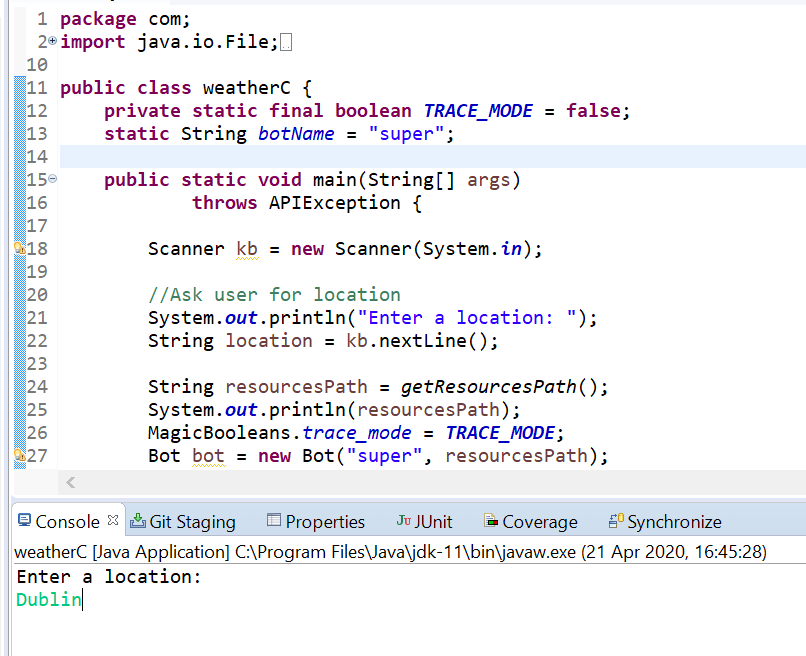 1 package com;
2 import java.io.File;
10
11 public class weatherC {
12 private static final boolean TRACE_MODE = false;
13 static String botName = "super";
14
15 public static void main(String[] args)
16 throws APIException {
17
18 Scanner kb = new Scanner(System.in);
19
20 //Ask user for location
21 System.out.println("Enter a location: ");
22 String location = kb.nextLine();
23
24 String resourcesPath = getResourcesPath();
25 System.out.println(resourcesPath);
26 MagicBooleans.trace_mode = TRACE_MODE;
27 Bot bot = new Bot("super", resourcesPath);
Console Git Staging Properties JUnit Coverage Synchronize
weatherC [Java Application] C:\Program Files\Java\jdk-11\bin\javaw.exe (21 Apr 2020, 16:45:28)
Enter a location:
Dublin